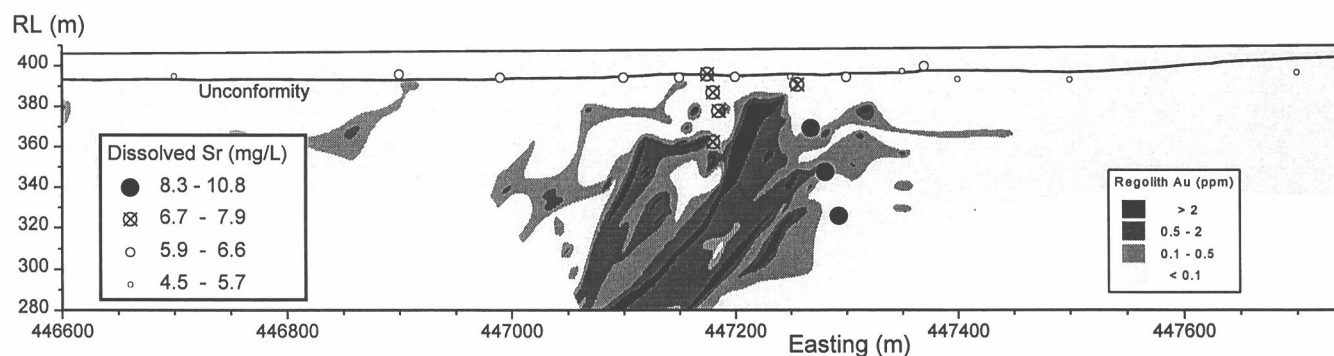 RL (m)
400
380
360
340
320
300
280
Unconformity
Dissolved Sr (mg/L)
8.3 - 10.8
6.7 - 7.9
5.9 - 6.6
4.5 - 5.7
Regolith Au (ppm)
> 2
0.5 - 2
0.1 - 0.5
< 0.1
446600
446800
447000
447200
447400
447600
Easting (m)